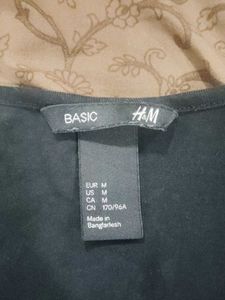 BASIC H&M
EUR M
US M
CA M
CN 170/96A
Made in
Bangladesh